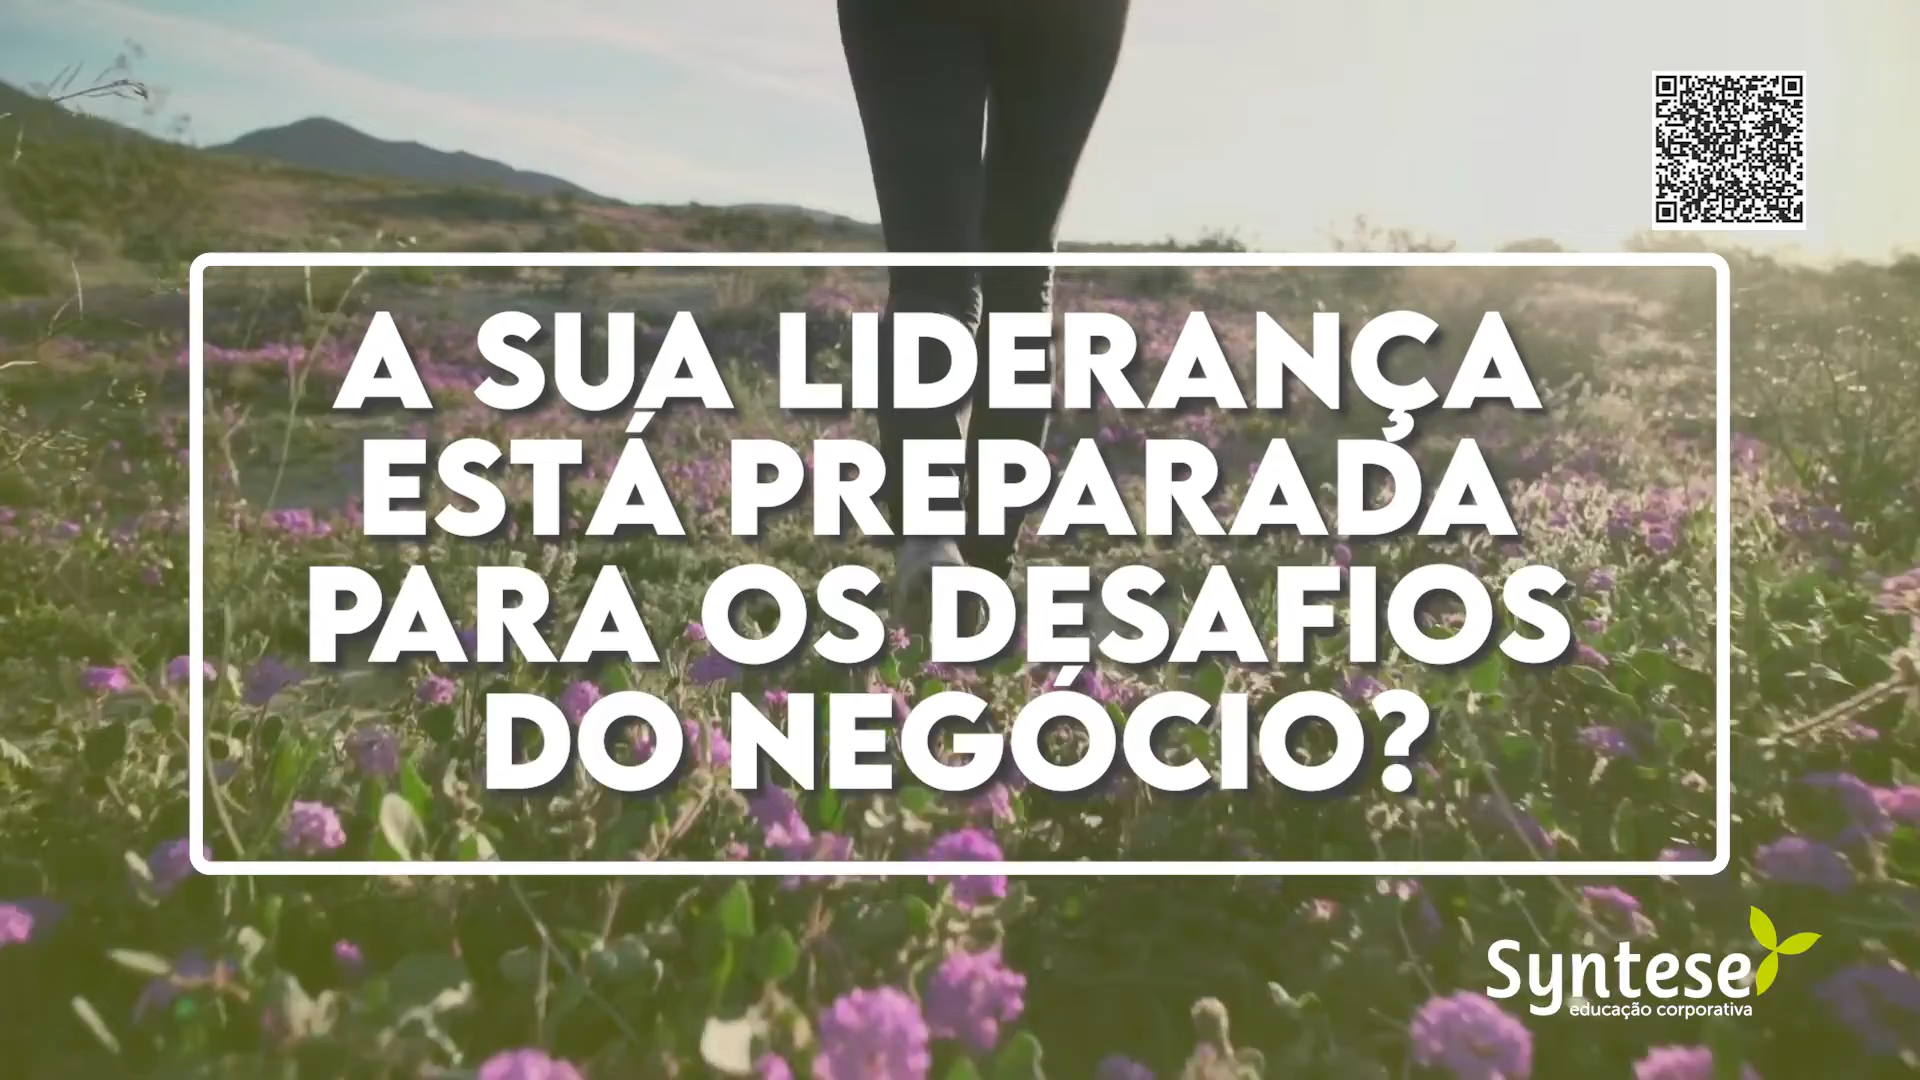 A SUA LIDERANÇA
ESTÁ PREPARADA
PARA OS DESAFIOS
DO NEGÓCIO?
Syntese
educação corporativa